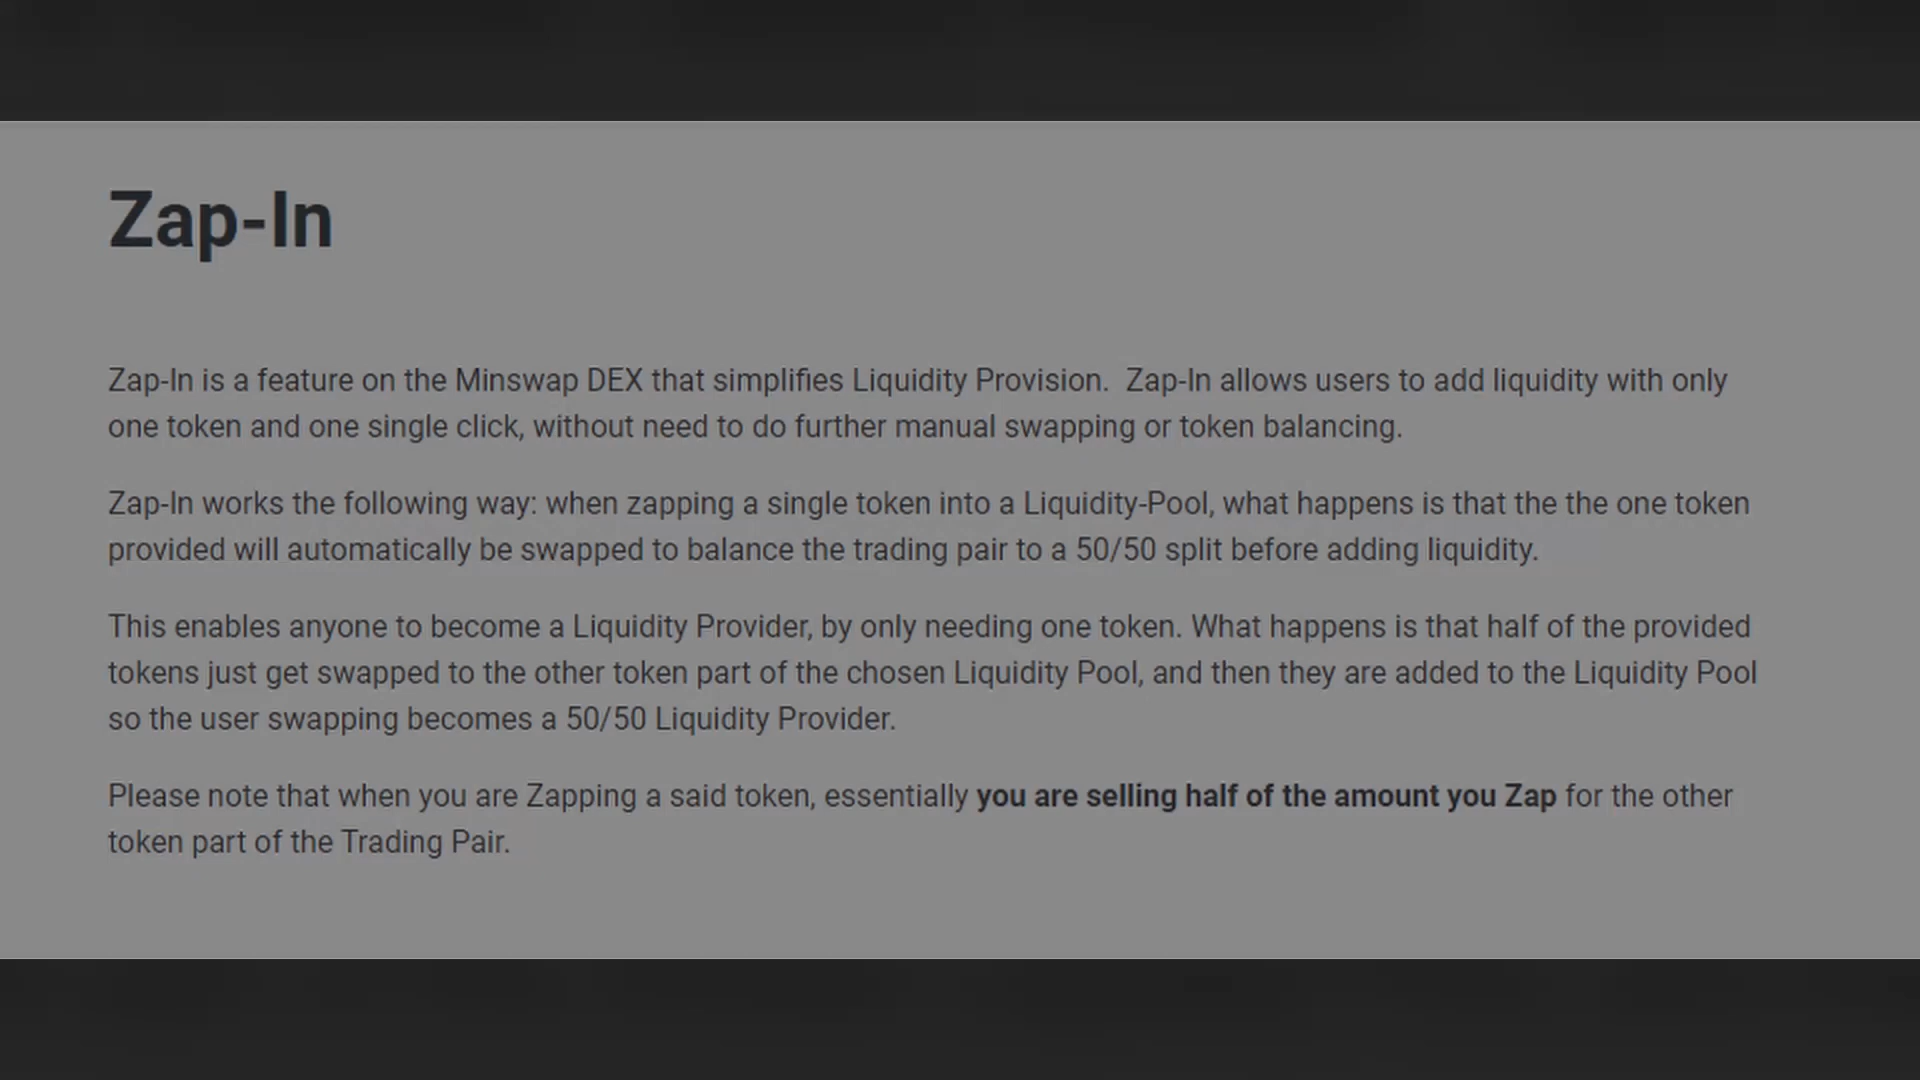 Zap-In
Zap-In is a feature on the Minswap DEX that simplifies Liquidity Provision.  Zap-In allows users to add liquidity with only
one token and one single click, without need to do further manual swapping or token balancing.
Zap-In works the following way: when zapping a single token into a Liquidity-Pool, what happens is that the the one token
provided will automatically be swapped to balance the trading pair to a 50/50 split before adding liquidity.
This enables anyone to become a Liquidity Provider, by only needing one token. What happens is that half of the provided
tokens just get swapped to the other token part of the chosen Liquidity Pool, and then they are added to the Liquidity Pool
so the user swapping becomes a 50/50 Liquidity Provider.
Please note that when you are Zapping a said token, essentially you are selling half of the amount you Zap for the other
token part of the Trading Pair.